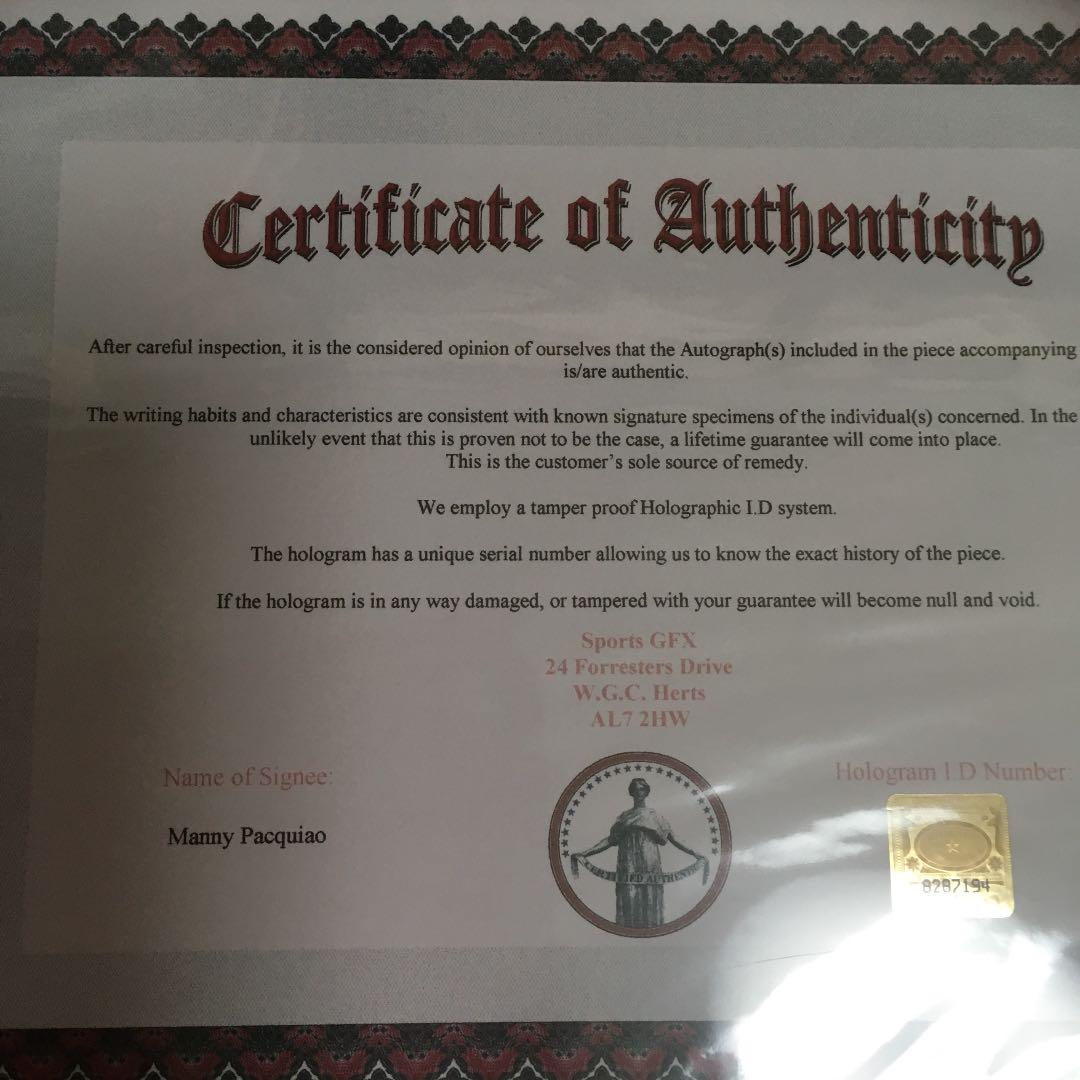 Certificate of Authenticity
After careful inspection, it is the considered opinion of ourselves that the Autograph(s) included in the piece accompanying
is/are authentic.
The writing habits and characteristics are consistent with known signature specimens of the individual(s) concerned. In the
unlikely event that this is proven not to be the case, a lifetime guarantee will come into place.
This is the customer's sole source of remedy.
We employ a tamper proof Holographic I.D system.
The hologram has a unique serial number allowing us to know the exact history of the piece.
If the hologram is in any way damaged, or tampered with your guarantee will become null and void.
Sports GFX
24 Forresters Drive
W.G.C. Herts
AL7 2HW
Name of Signee:
Hologram I.D Number:
Manny Pacquiao
CERTIFIED AUTHENTIC
8287194